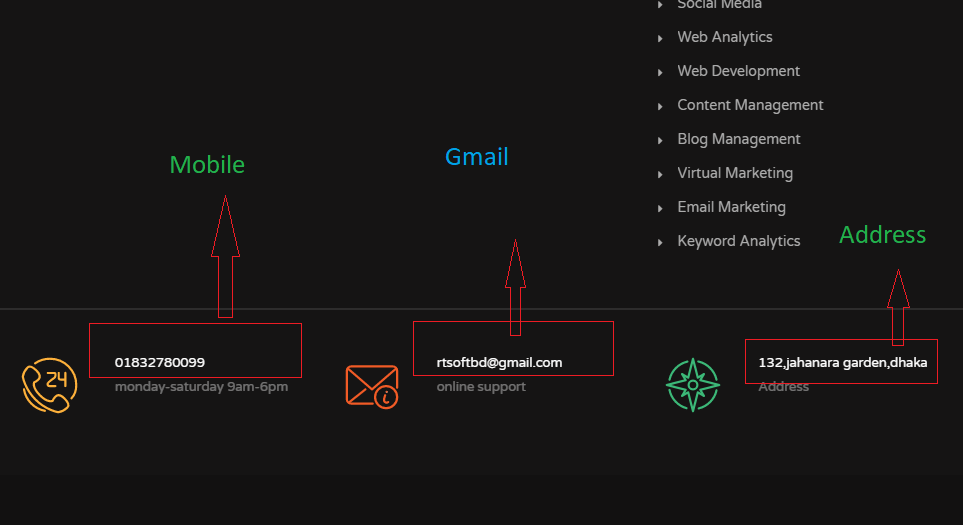 Social Media
Web Analytics
Web Development
Content Management
Blog Management
Virtual Marketing
Email Marketing
Keyword Analytics
Mobile
Gmail
Address
24
01832780099
monday-saturday 9am-6pm
i
rtsoftbd@gmail.com
online support
132,jahanara garden,dhaka
Address